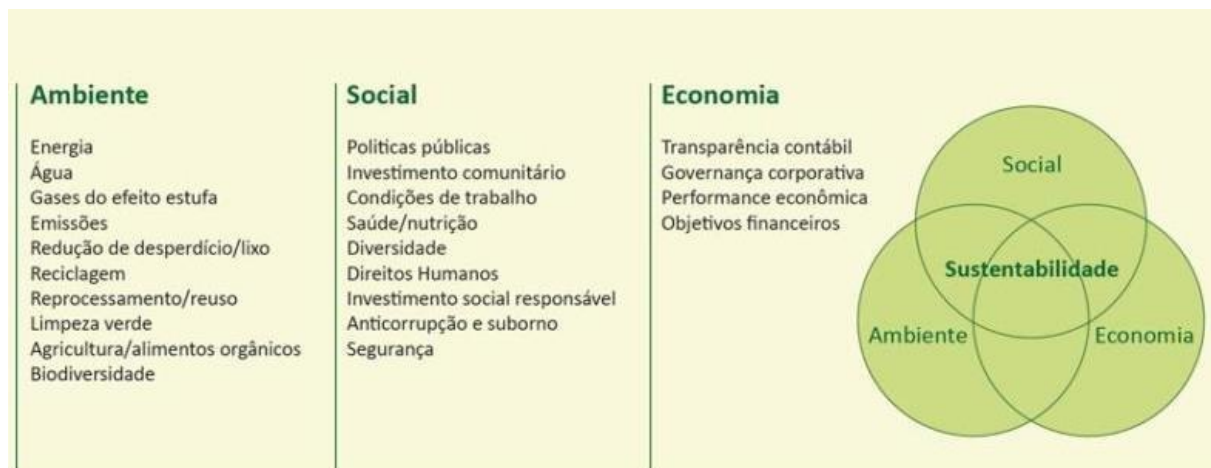 Ambiente
Energia
Água
Gases do efeito estufa
Emissões
Redução de desperdício/lixo
Reciclagem
Reprocessamento/reuso
Limpeza verde
Agricultura/alimentos orgânicos
Biodiversidade
Social
Politicas públicas
Investimento comunitário
Condições de trabalho
Saúde/nutrição
Diversidade
Direitos Humanos
Investimento social responsável
Anticorrupção e suborno
Segurança
Economia
Transparência contábil
Governança corporativa
Performance econômica
Objetivos financeiros
Social
Sustentabilidade
Ambiente
Economia